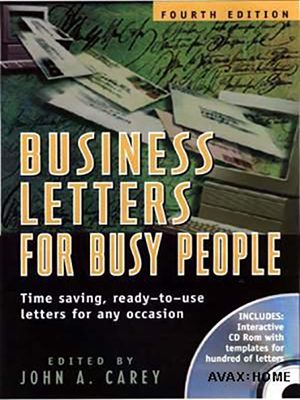 FOURTH EDITION
BUSINESS
LETTERS
FOR BUSY PEOPLE
Time saving, ready-to-use
letters for any occasion
INCLUDES:
Interactive
CD Rom with
templates for
hundred of letters
EDITED BY
JOHN A. CAREY
AVAX:HOME